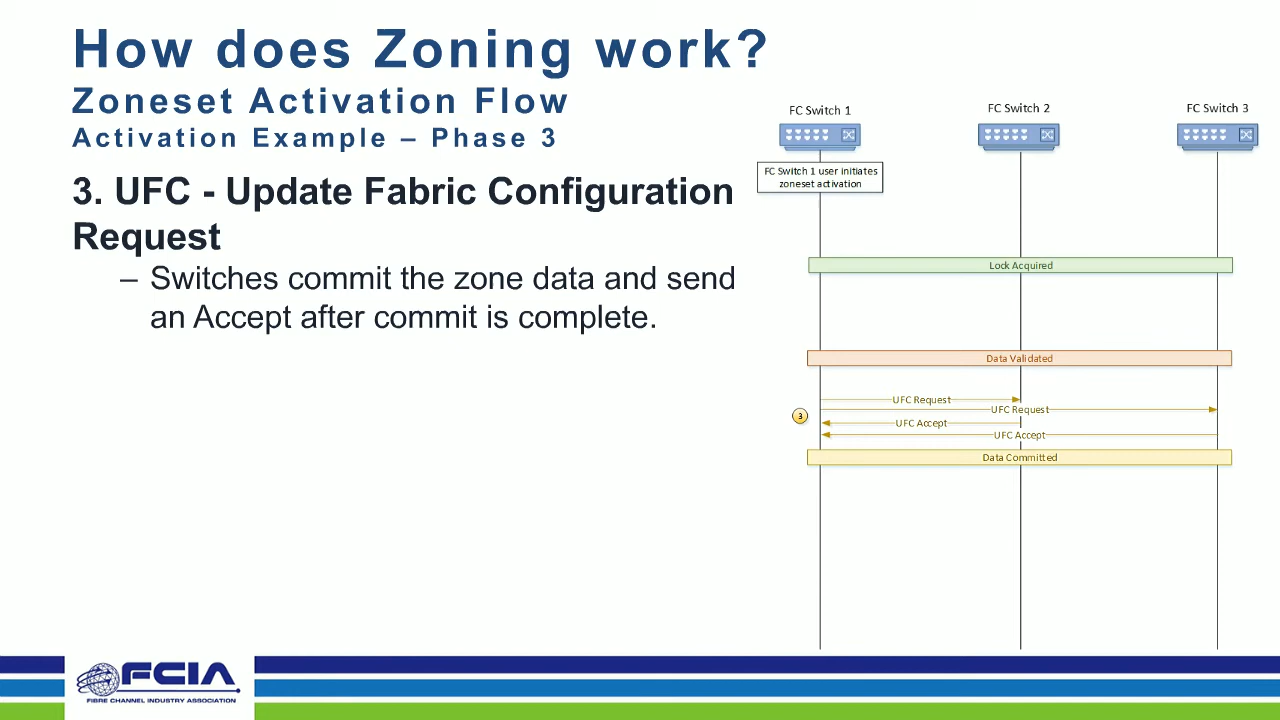 How does Zoning work?
Zoneset Activation Flow
Activation Example – Phase 3
3. UFC - Update Fabric Configuration
Request
– Switches commit the zone data and send
an Accept after commit is complete.
FC Switch 1
FC Switch 2
FC Switch 3
FC Switch 1 user initiates
zoneset activation
Lock Acquired
Data Validated
UFC Request
UFC Request
3
UFC Accept
UFC Accept
Data Committed
FCIA
FIBRE CHANNEL INDUSTRY ASSOCIATION